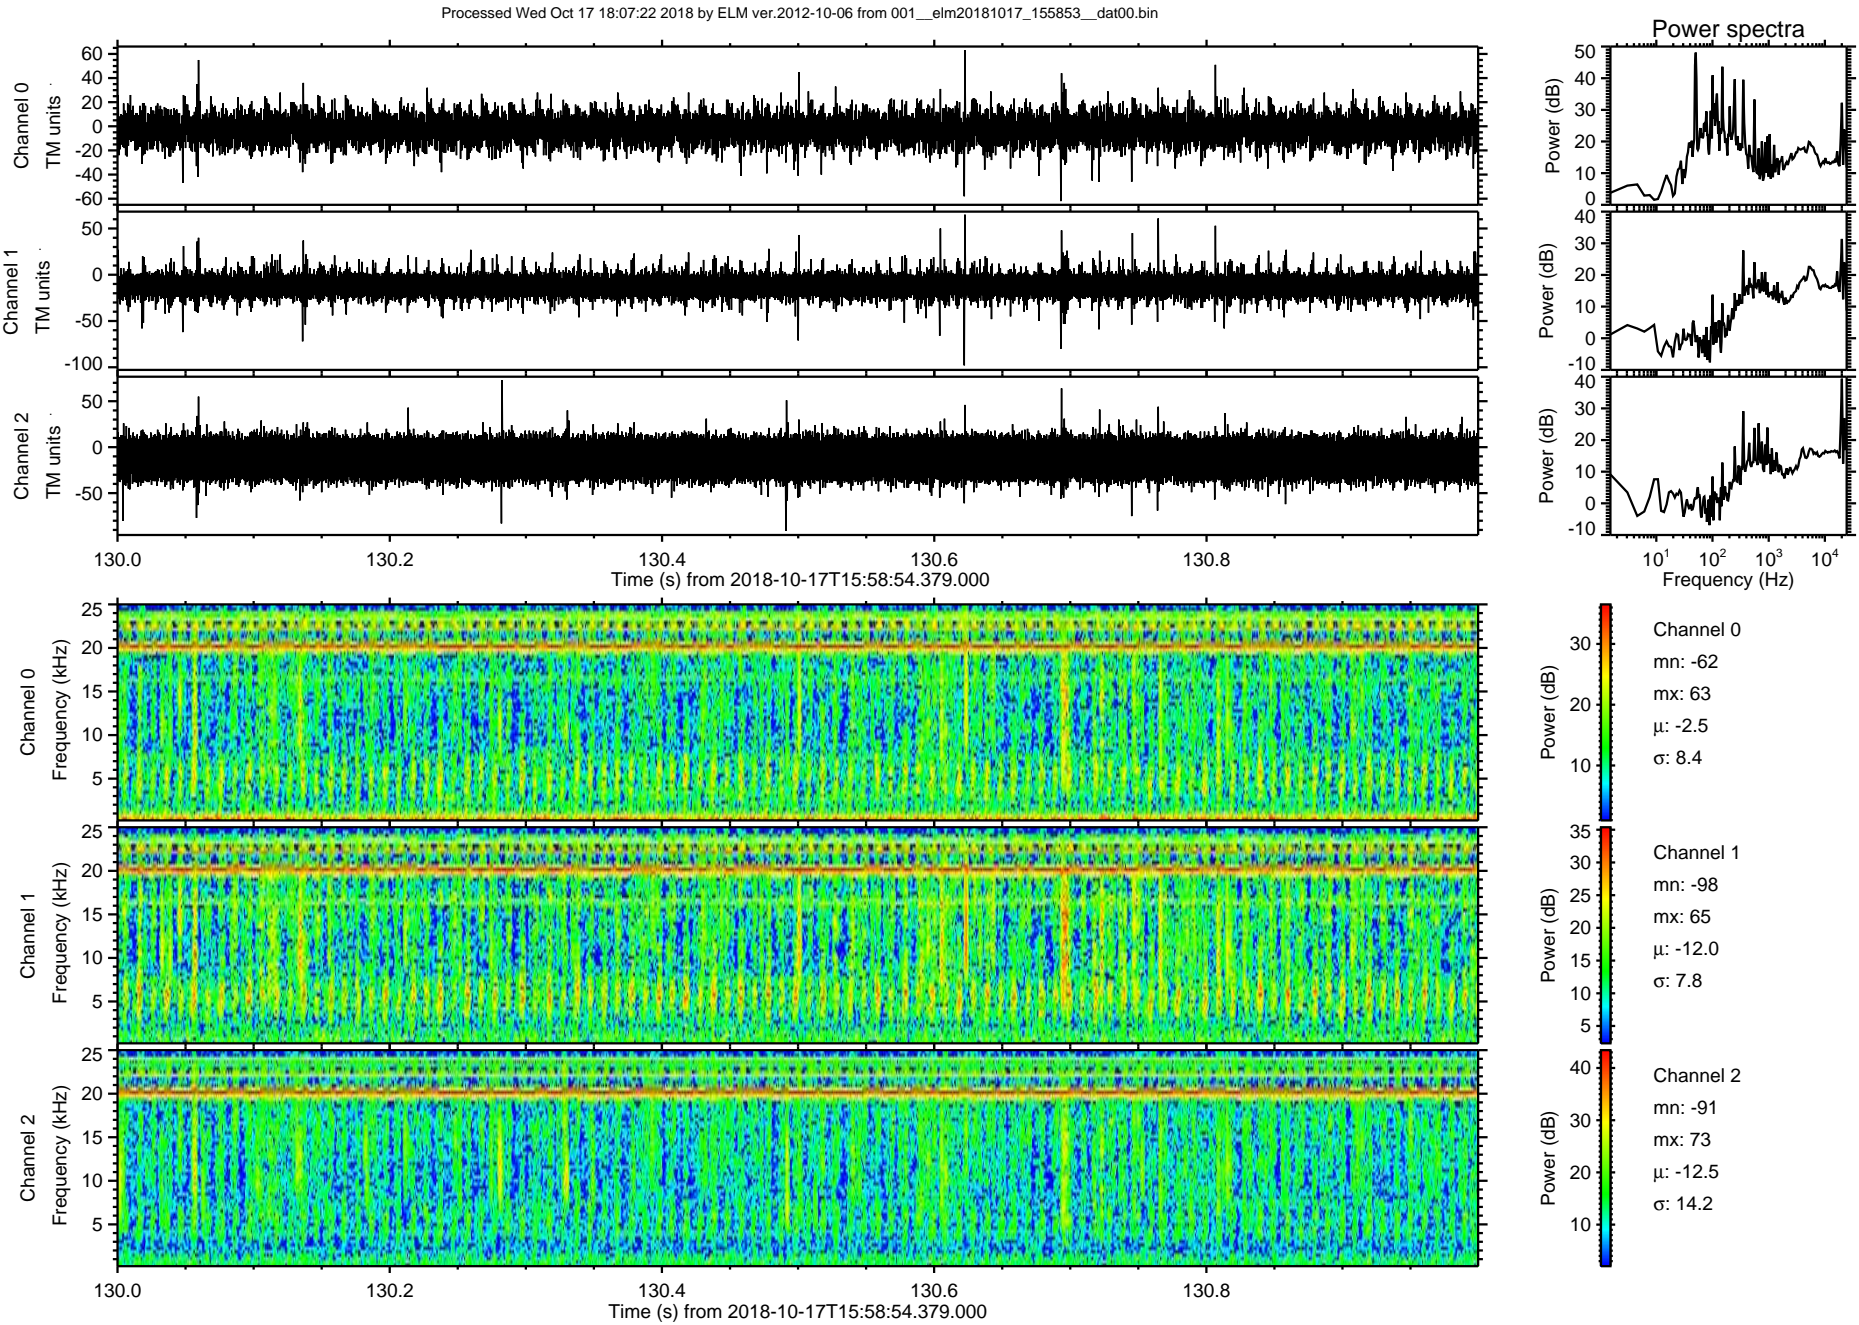 Processed Wed Oct 17 18:07:22 2018 by ELM ver.2012-10-06 from 001__elm20181017_155853__dat00.bin
Power spectra
Channel 0
TM units
60
40
20
0
-20
-40
-60
Power (dB)
50
40
30
20
10
0
Channel 1
TM units
50
0
-50
-100
Power (dB)
40
30
20
10
0
-10
Channel 2
TM units
50
0
-50
Power (dB)
40
30
20
10
0
-10
130.0 130.2 130.4 130.6 130.8
Time (s) from 2018-10-17T15:58:54.379.000
10¹ 10² 10³ 10⁴
Frequency (Hz)
Channel 0
Frequency (kHz)
25
20
15
10
5
Power (dB)
30
20
10
Channel 0
mn: -62
mx: 63
μ: -2.5
σ: 8.4
Channel 1
Frequency (kHz)
25
20
15
10
5
Power (dB)
35
30
25
20
15
10
5
Channel 1
mn: -98
mx: 65
μ: -12.0
σ: 7.8
Channel 2
Frequency (kHz)
25
20
15
10
5
Power (dB)
40
30
20
10
Channel 2
mn: -91
mx: 73
μ: -12.5
σ: 14.2
130.0 130.2 130.4 130.6 130.8
Time (s) from 2018-10-17T15:58:54.379.000